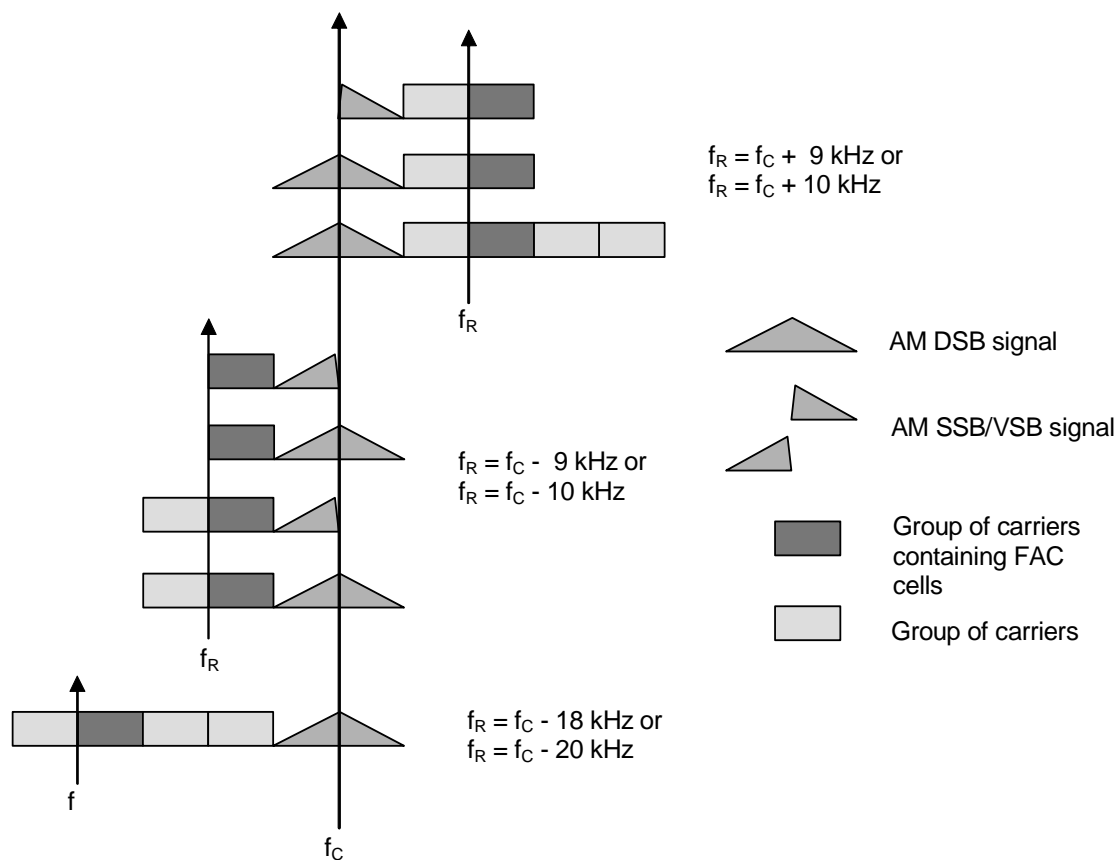 f_R = f_C + 9 kHz or
f_R = f_C + 10 kHz
f_R
AM DSB signal
AM SSB/VSB signal
f_R = f_C - 9 kHz or
f_R = f_C - 10 kHz
Group of carriers
containing FAC
cells
Group of carriers
f_R
f_R = f_C - 18 kHz or
f_R = f_C - 20 kHz
f
f_C